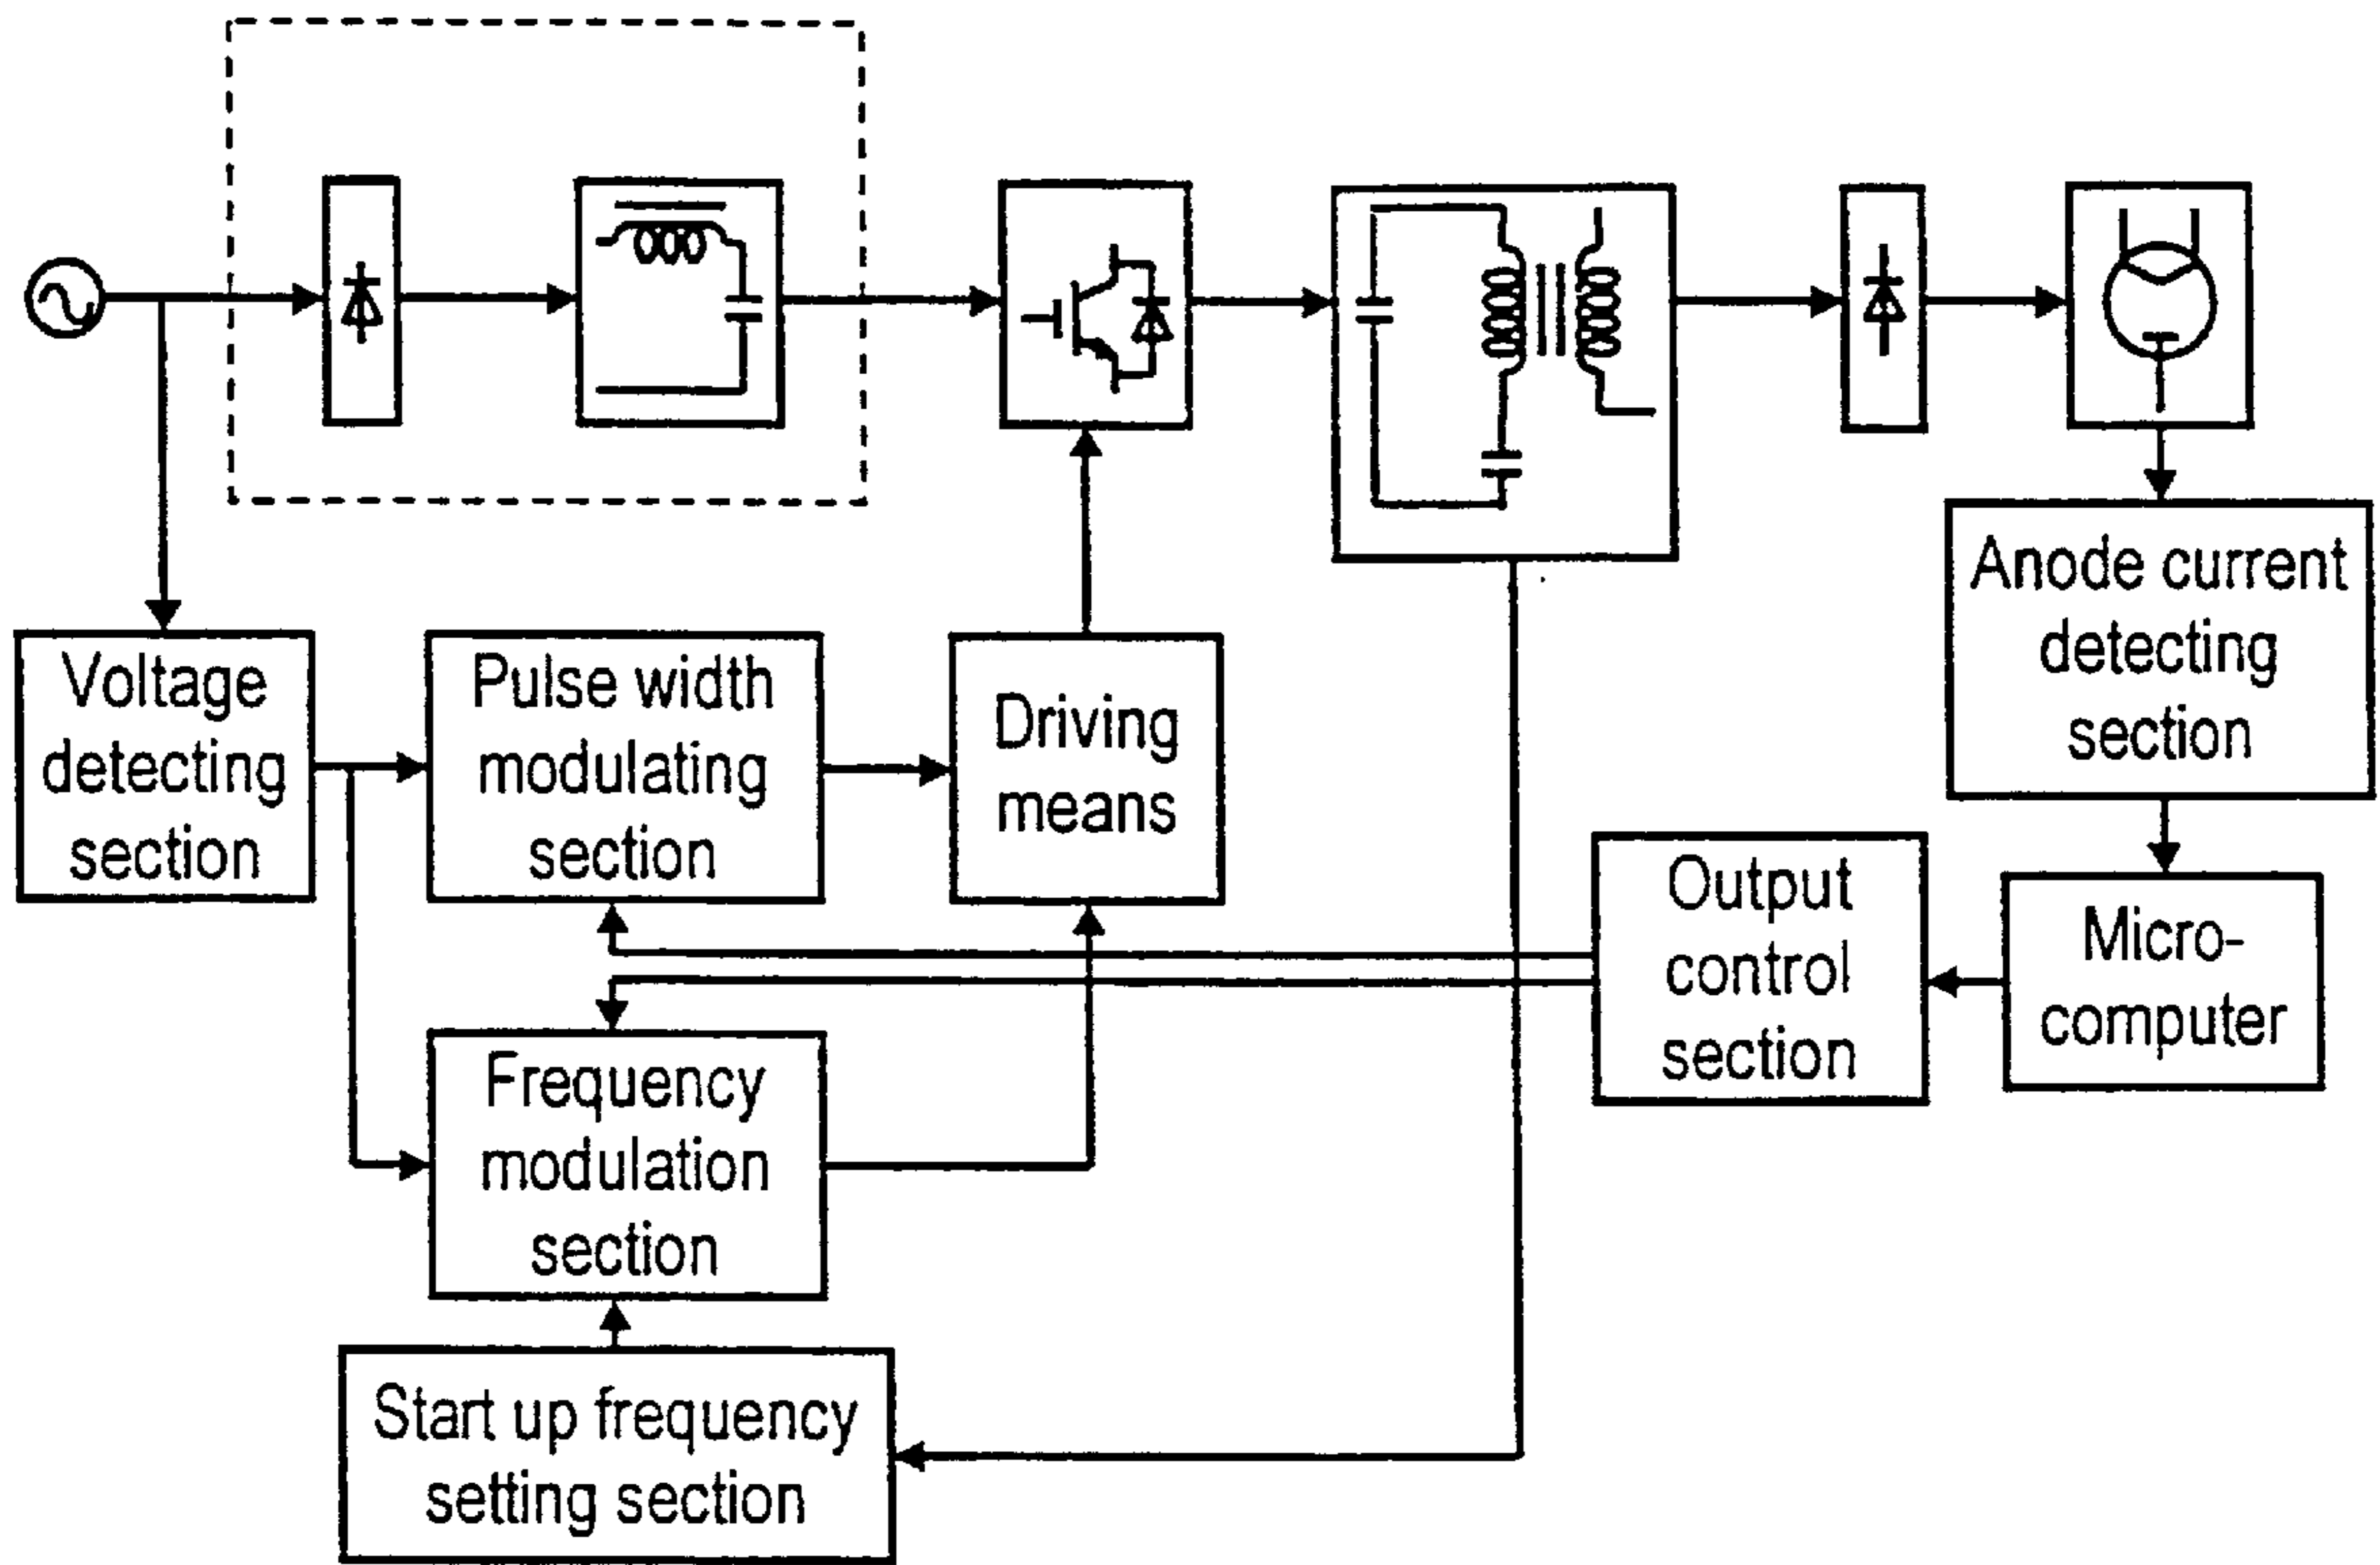 Anode current
detecting
section
Voltage
detecting
section
Pulse width
modulating
section
Driving
means
Output
control
section
Micro-
computer
Frequency
modulation
section
Start up frequency
setting section